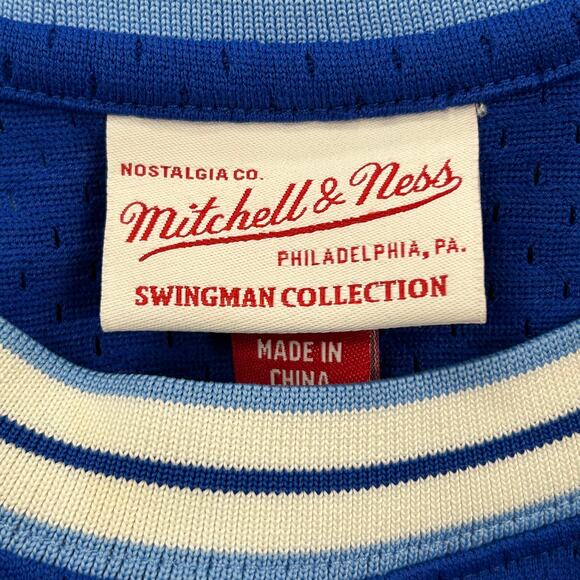 NOSTALGIA CO.
Mitchell & Ness
PHILADELPHIA, PA.
SWINGMAN COLLECTION
MADE IN
CHINA